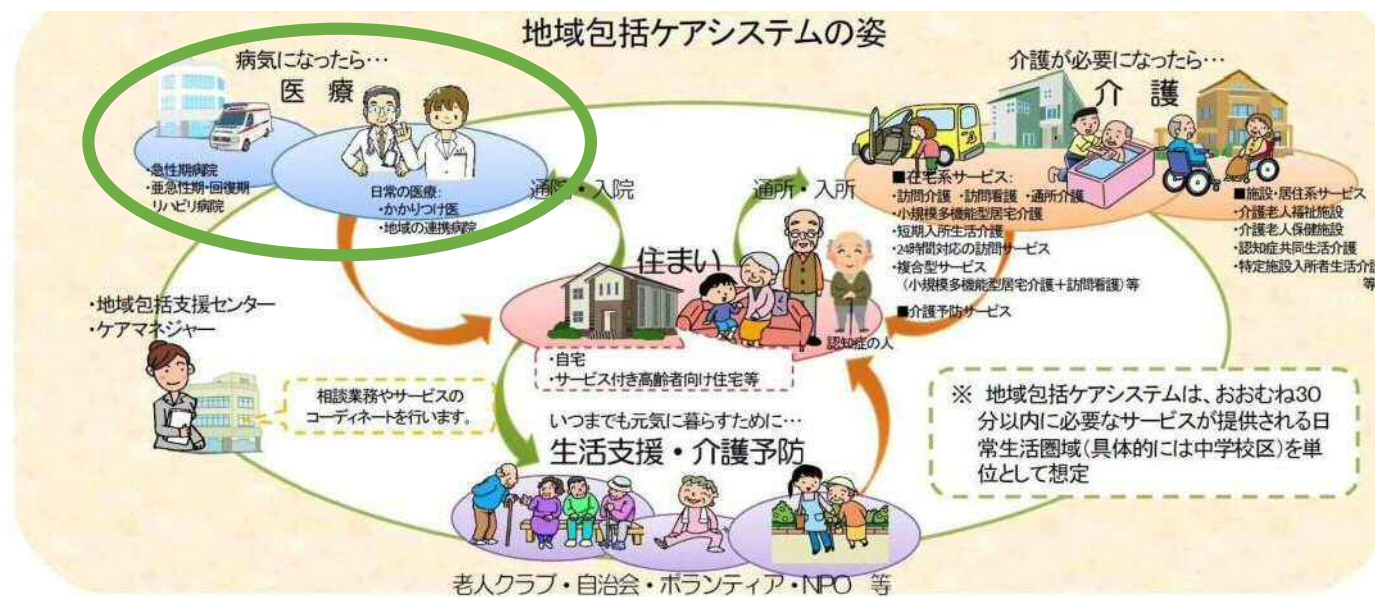 地域包括ケアシステムの姿
病気になったら…
医 療
・急性期病院
・亜急性期・回復期
リハビリ病院
日常の医療:
・かかりつけ医
・地域の連携病院
通院・入院
通所・入所
介護が必要になったら…
介 護
■在宅系サービス:
・訪問介護 ・訪問看護 ・通所介護
・小規模多機能型居宅介護
・短期入所生活介護
・24時間対応の訪問サービス
・複合型サービス
(小規模多機能型居宅介護+訪問看護)等
■介護予防サービス
■施設・居住系サービス
・介護老人福祉施設
・介護老人保健施設
・認知症共同生活介護
・特定施設入所者生活介護
等
住まい
認知症の人
・自宅
・サービス付き高齢者向け住宅等
・地域包括支援センター
・ケアマネジャー
相談業務やサービスの
コーディネートを行います。
いつまでも元気に暮らすために…
生活支援・介護予防
老人クラブ・自治会・ボランティア・NPO 等
※ 地域包括ケアシステムは、おおむね30
分以内に必要なサービスが提供される日
常生活圏域(具体的には中学校区)を単
位として想定